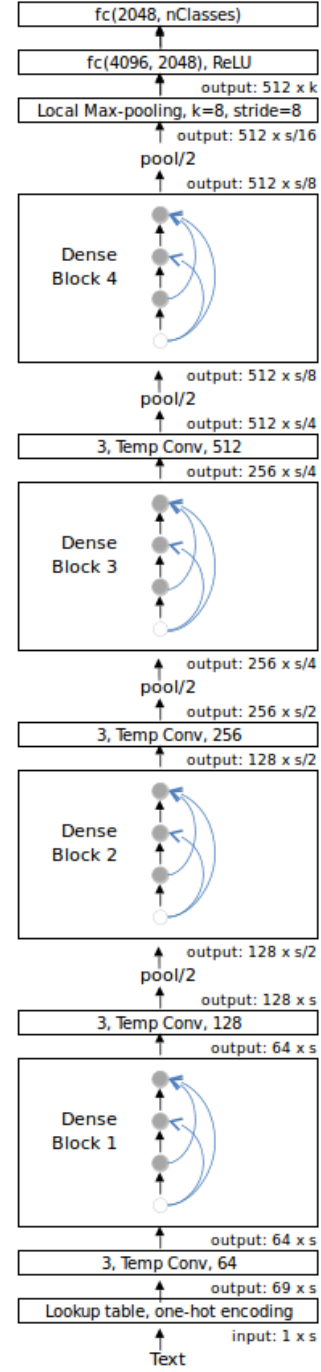 fc(2048, nClasses)
fc(4096, 2048), ReLU
output: 512 x k
Local Max-pooling, k=8, stride=8
output: 512 x s/16
pool/2
output: 512 x s/8
Dense
Block 4
output: 512 x s/8
pool/2
output: 512 x s/4
3, Temp Conv, 512
output: 256 x s/4
Dense
Block 3
output: 256 x s/4
pool/2
output: 256 x s/2
3, Temp Conv, 256
output: 128 x s/2
Dense
Block 2
output: 128 x s/2
pool/2
output: 128 x s
3, Temp Conv, 128
output: 64 x s
Dense
Block 1
output: 64 x s
3, Temp Conv, 64
output: 69 x s
Lookup table, one-hot encoding
input: 1 x s
Text